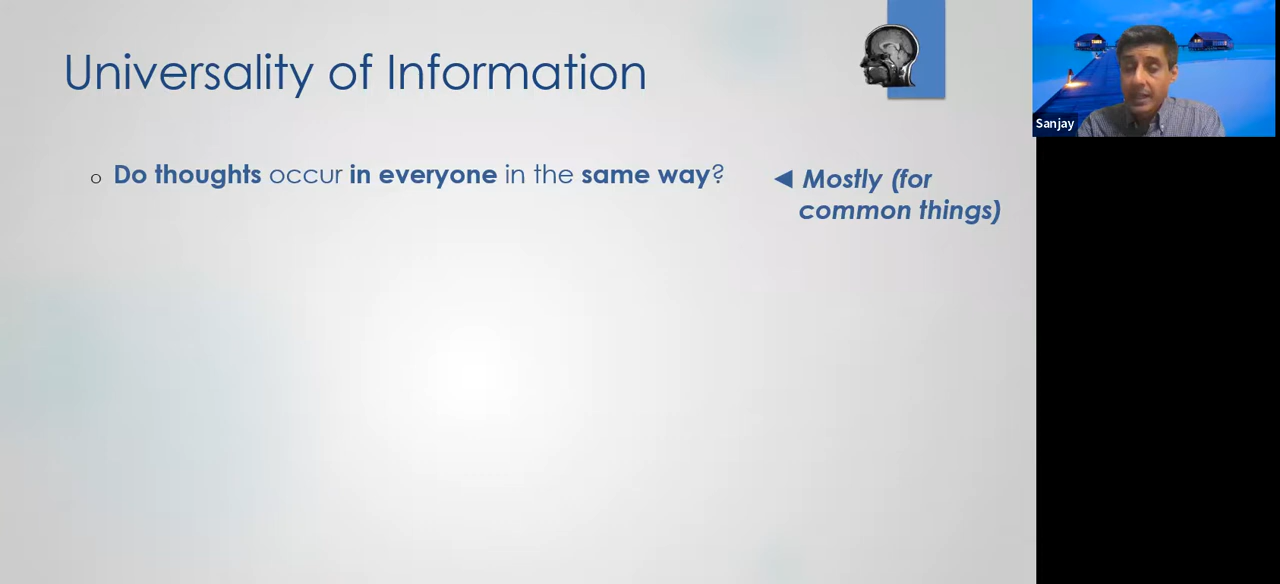 Universality of Information
o Do thoughts occur in everyone in the same way?
◄ Mostly (for
common things)
Sanjay